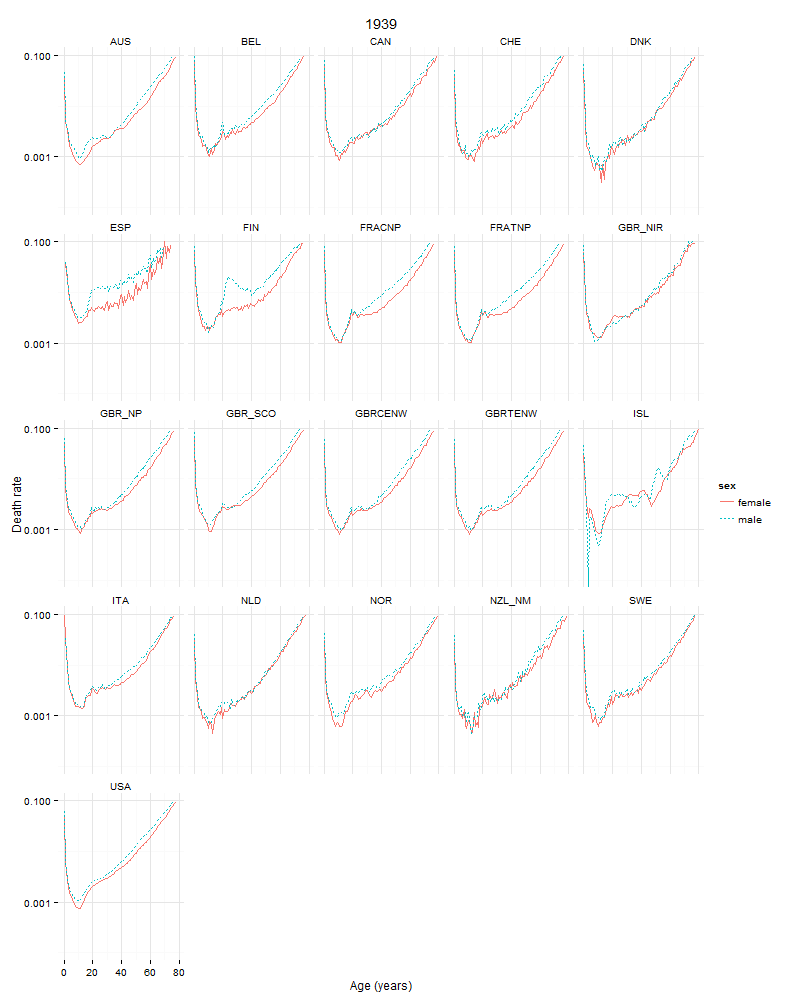 1939
AUS BEL CAN CHE DNK
0.100
0.001
ESP FIN FRACNP FRATNP GBR_NIR
0.100
0.001
GBR_NP GBR_SCO GBRCENW GBRTENW ISL
0.100
0.001
Death rate
sex
female
male
ITA NLD NOR NZL_NM SWE
0.100
0.001
USA
0.100
0.001
0 20 40 60 80
Age (years)